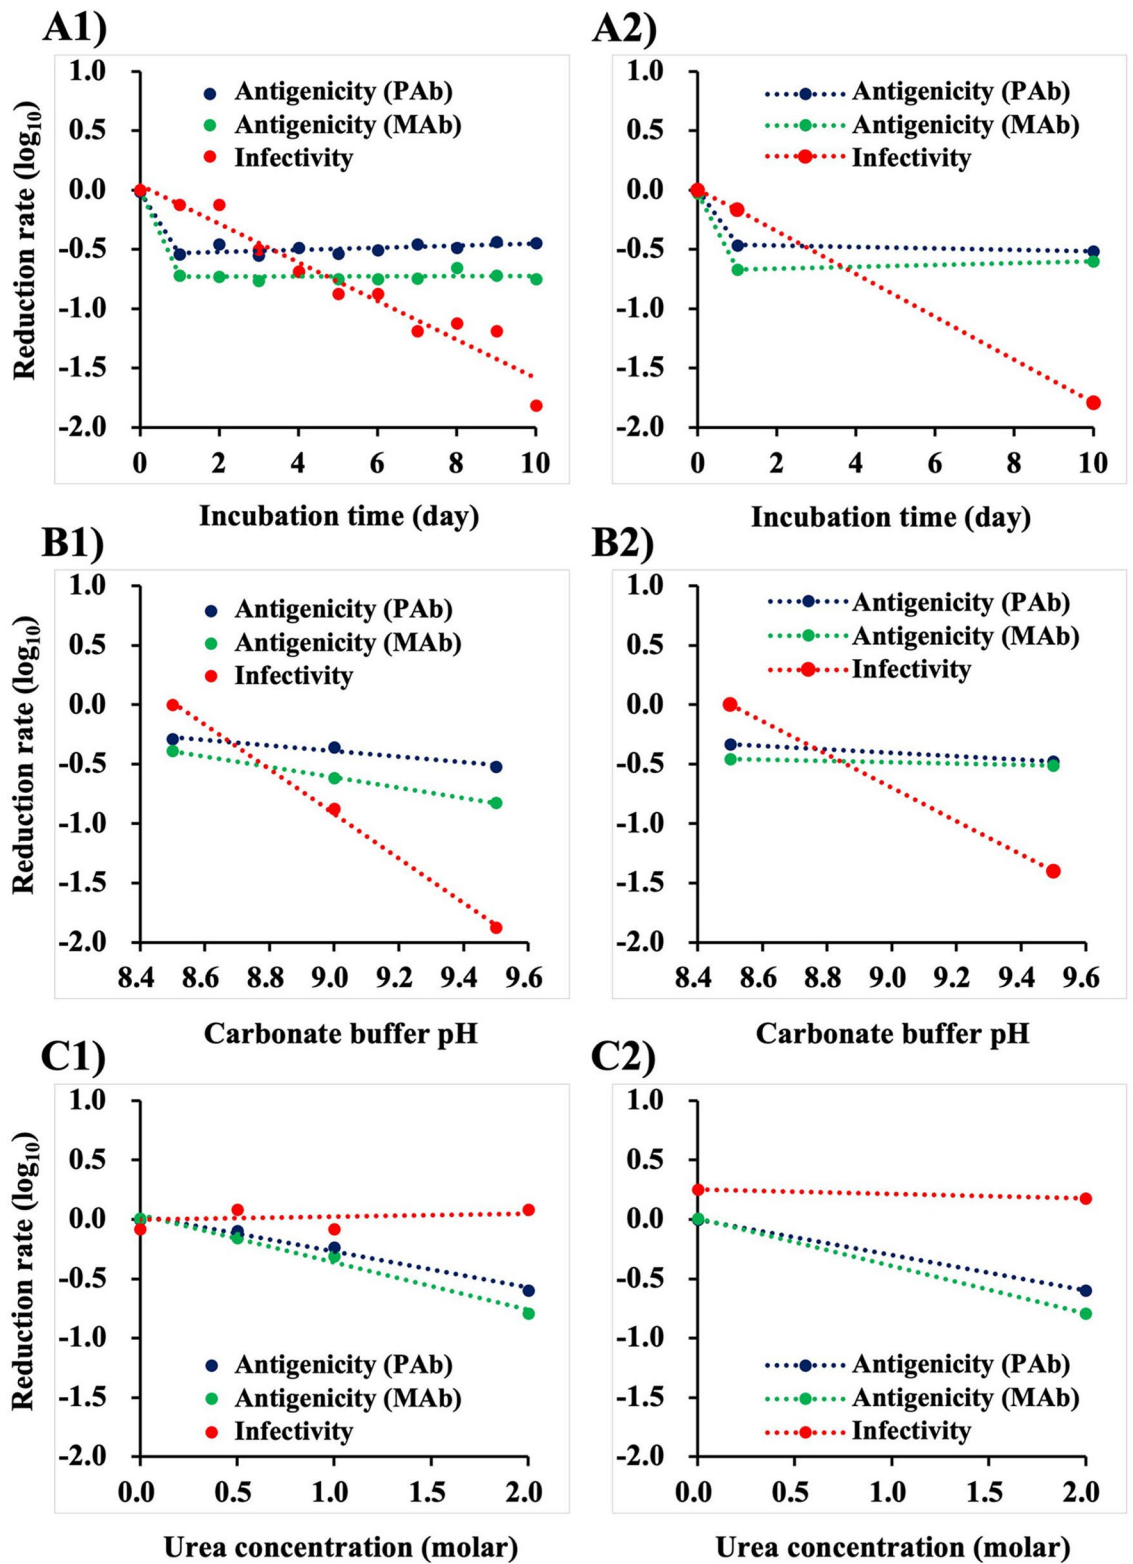 A1)
Reduction rate (log10)
1.0
0.5
0.0
-0.5
-1.0
-1.5
-2.0
Antigenicity (PAb)
Antigenicity (MAb)
Infectivity
0 2 4 6 8 10
Incubation time (day)
A2)
1.0
0.5
0.0
-0.5
-1.0
-1.5
-2.0
Antigenicity (PAb)
Antigenicity (MAb)
Infectivity
0 2 4 6 8 10
Incubation time (day)
B1)
Reduction rate (log10)
1.0
0.5
0.0
-0.5
-1.0
-1.5
-2.0
Antigenicity (PAb)
Antigenicity (MAb)
Infectivity
8.4 8.6 8.8 9.0 9.2 9.4 9.6
Carbonate buffer pH
B2)
1.0
0.5
0.0
-0.5
-1.0
-1.5
-2.0
Antigenicity (PAb)
Antigenicity (MAb)
Infectivity
8.4 8.6 8.8 9.0 9.2 9.4 9.6
Carbonate buffer pH
C1)
Reduction rate (log10)
1.0
0.5
0.0
-0.5
-1.0
-1.5
-2.0
Antigenicity (PAb)
Antigenicity (MAb)
Infectivity
0.0 0.5 1.0 1.5 2.0
Urea concentration (molar)
C2)
1.0
0.5
0.0
-0.5
-1.0
-1.5
-2.0
Antigenicity (PAb)
Antigenicity (MAb)
Infectivity
0.0 0.5 1.0 1.5 2.0
Urea concentration (molar)